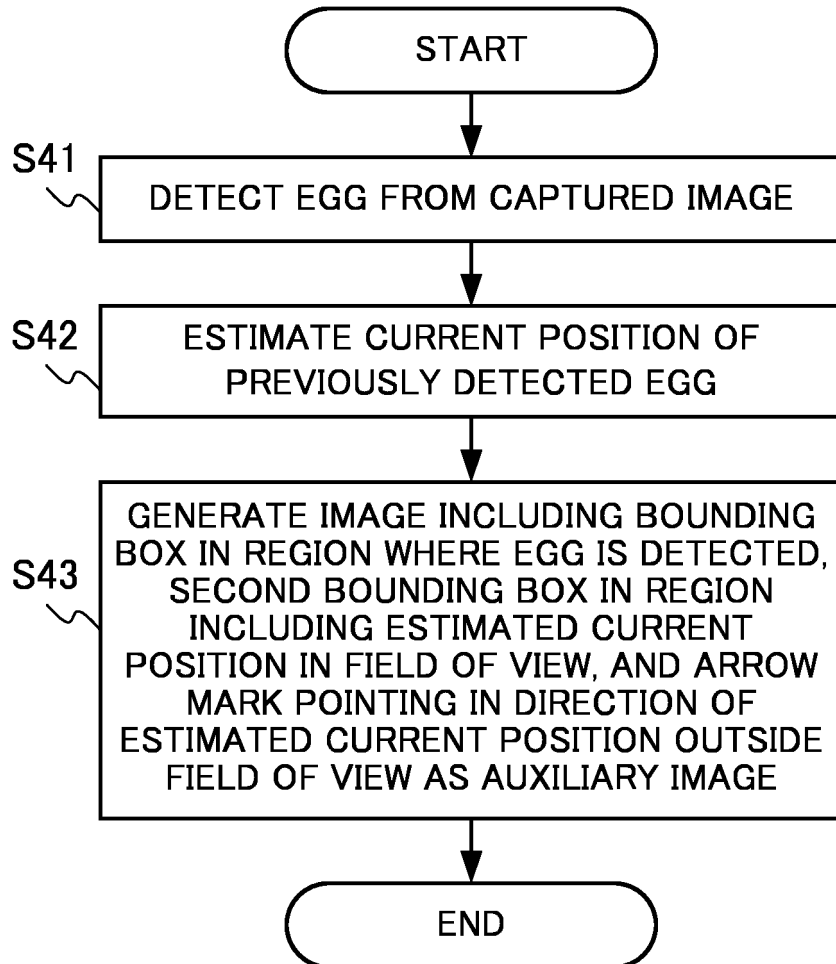 START
S41
DETECT EGG FROM CAPTURED IMAGE
S42
ESTIMATE CURRENT POSITION OF
PREVIOUSLY DETECTED EGG
S43
GENERATE IMAGE INCLUDING BOUNDING
BOX IN REGION WHERE EGG IS DETECTED,
SECOND BOUNDING BOX IN REGION
INCLUDING ESTIMATED CURRENT
POSITION IN FIELD OF VIEW, AND ARROW
MARK POINTING IN DIRECTION OF
ESTIMATED CURRENT POSITION OUTSIDE
FIELD OF VIEW AS AUXILIARY IMAGE
END